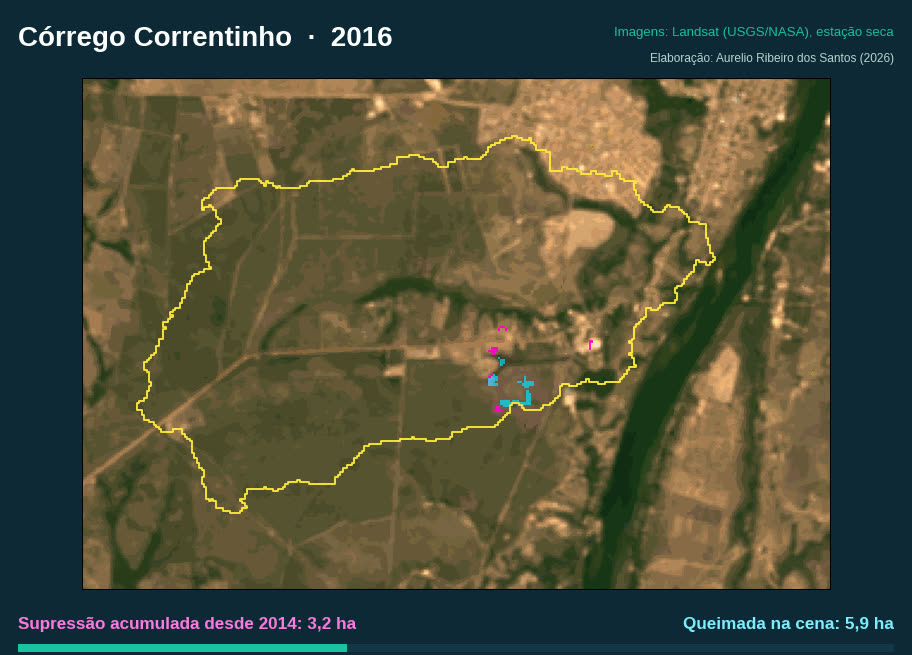 Córrego Correntinho · 2016
Imagens: Landsat (USGS/NASA), estação seca
Elaboração: Aurelio Ribeiro dos Santos (2026)
Supressão acumulada desde 2014: 3,2 ha
Queimada na cena: 5,9 ha